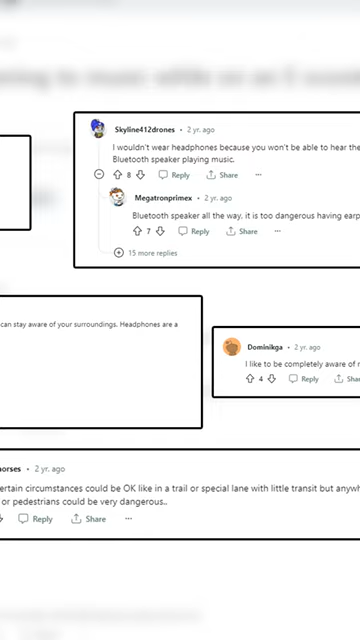 Skyline412drones • 2 yr. ago
I wouldn't wear headphones because you won't be able to hear the
Bluetooth speaker playing music.
8 Reply Share ...
Megatronprimex • 2 yr. ago
Bluetooth speaker all the way. it is too dangerous having earp
7 Reply Share ...
15 more replies
can stay aware of your surroundings. Headphones are a
Dominikga • 2 yr. ago
I like to be completely aware of
4 Reply Shar
horses • 2 yr. ago
ertain circumstances could be OK like in a trail or special lane with little transit but anywh
or pedestrians could be very dangerous..
Reply Share ...